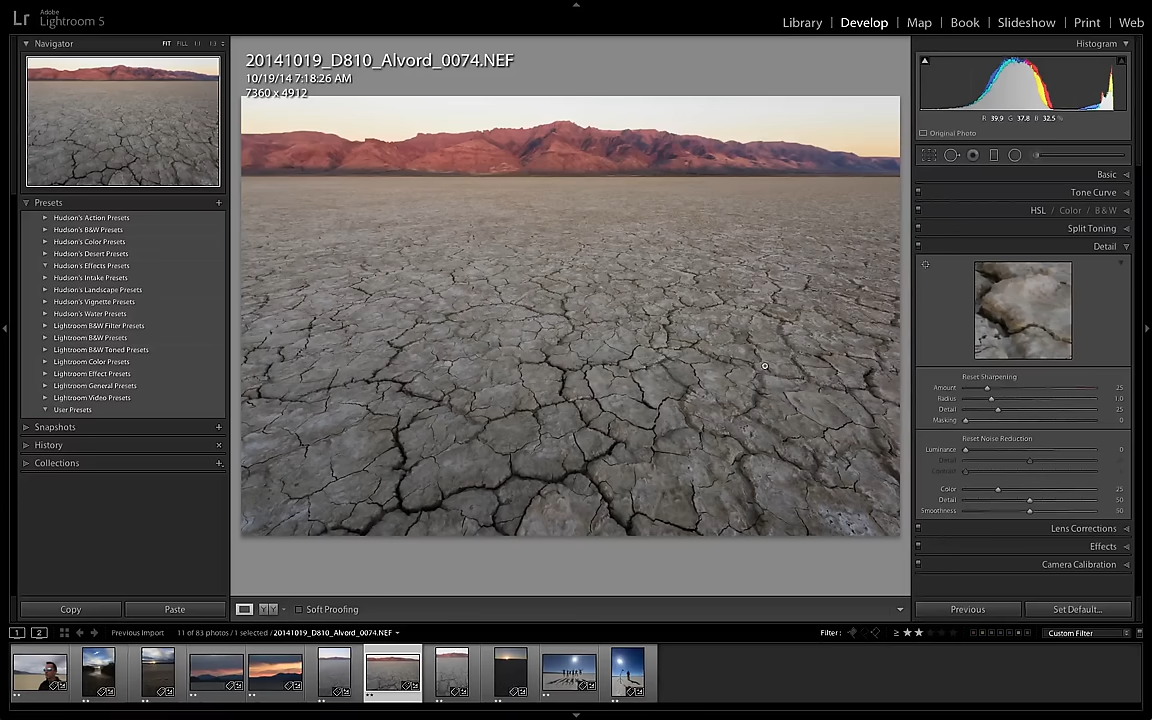 Lr Adobe Lightroom 5
Library | Develop | Map | Book | Slideshow | Print | Web
Navigator FIT FILL 1:1
Presets +
Hudson's Action Presets
Hudson's B&W Presets
Hudson's Color Presets
Hudson's Desert Presets
Hudson's Effects Presets
Hudson's Intake Presets
Hudson's Landscape Presets
Hudson's Vignette Presets
Hudson's Water Presets
Lightroom B&W Filter Presets
Lightroom B&W Presets
Lightroom B&W Toned Presets
Lightroom Color Presets
Lightroom Effect Presets
Lightroom General Presets
Lightroom Video Presets
User Presets
Snapshots +
History ×
Collections +
Copy Paste
20141019_D810_Alvord_0074.NEF
10/19/14 7:18:26 AM
7360 x 4912
Soft Proofing
Histogram
R 39.9 G 37.8 B 32.5 %
Original Photo
Basic
Tone Curve
HSL / Color / B&W
Split Toning
Detail
Reset Sharpening
Amount 25
Radius 1.0
Detail 25
Masking 0
Reset Noise Reduction
Luminance 0
Detail
Contrast
Color 25
Detail 50
Smoothness 50
Lens Corrections
Effects
Camera Calibration
Previous Set Default...
1 2 Previous Import 11 of 83 photos / 1 selected / 20141019_D810_Alvord_0074.NEF Filter: ≥ ★★ Custom Filter